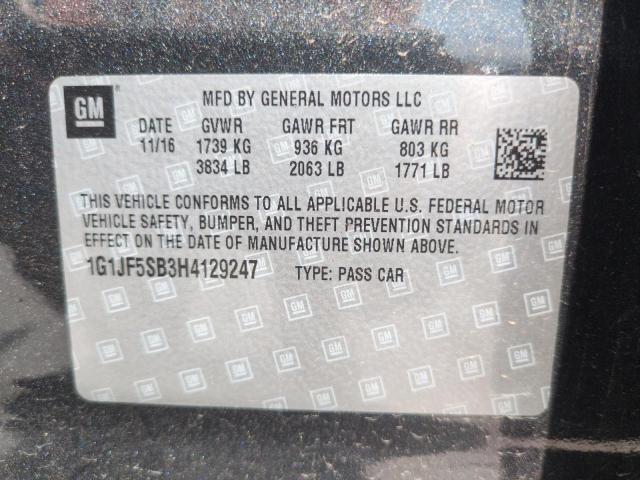 GM
MFD BY GENERAL MOTORS LLC
DATE GVWR GAWR FRT GAWR RR
11/16 1739 KG 936 KG 803 KG
3834 LB 2063 LB 1771 LB
THIS VEHICLE CONFORMS TO ALL APPLICABLE U.S. FEDERAL MOTOR
VEHICLE SAFETY, BUMPER, AND THEFT PREVENTION STANDARDS IN
EFFECT ON THE DATE OF MANUFACTURE SHOWN ABOVE.
1G1JF5SB3H4129247 TYPE: PASS CAR